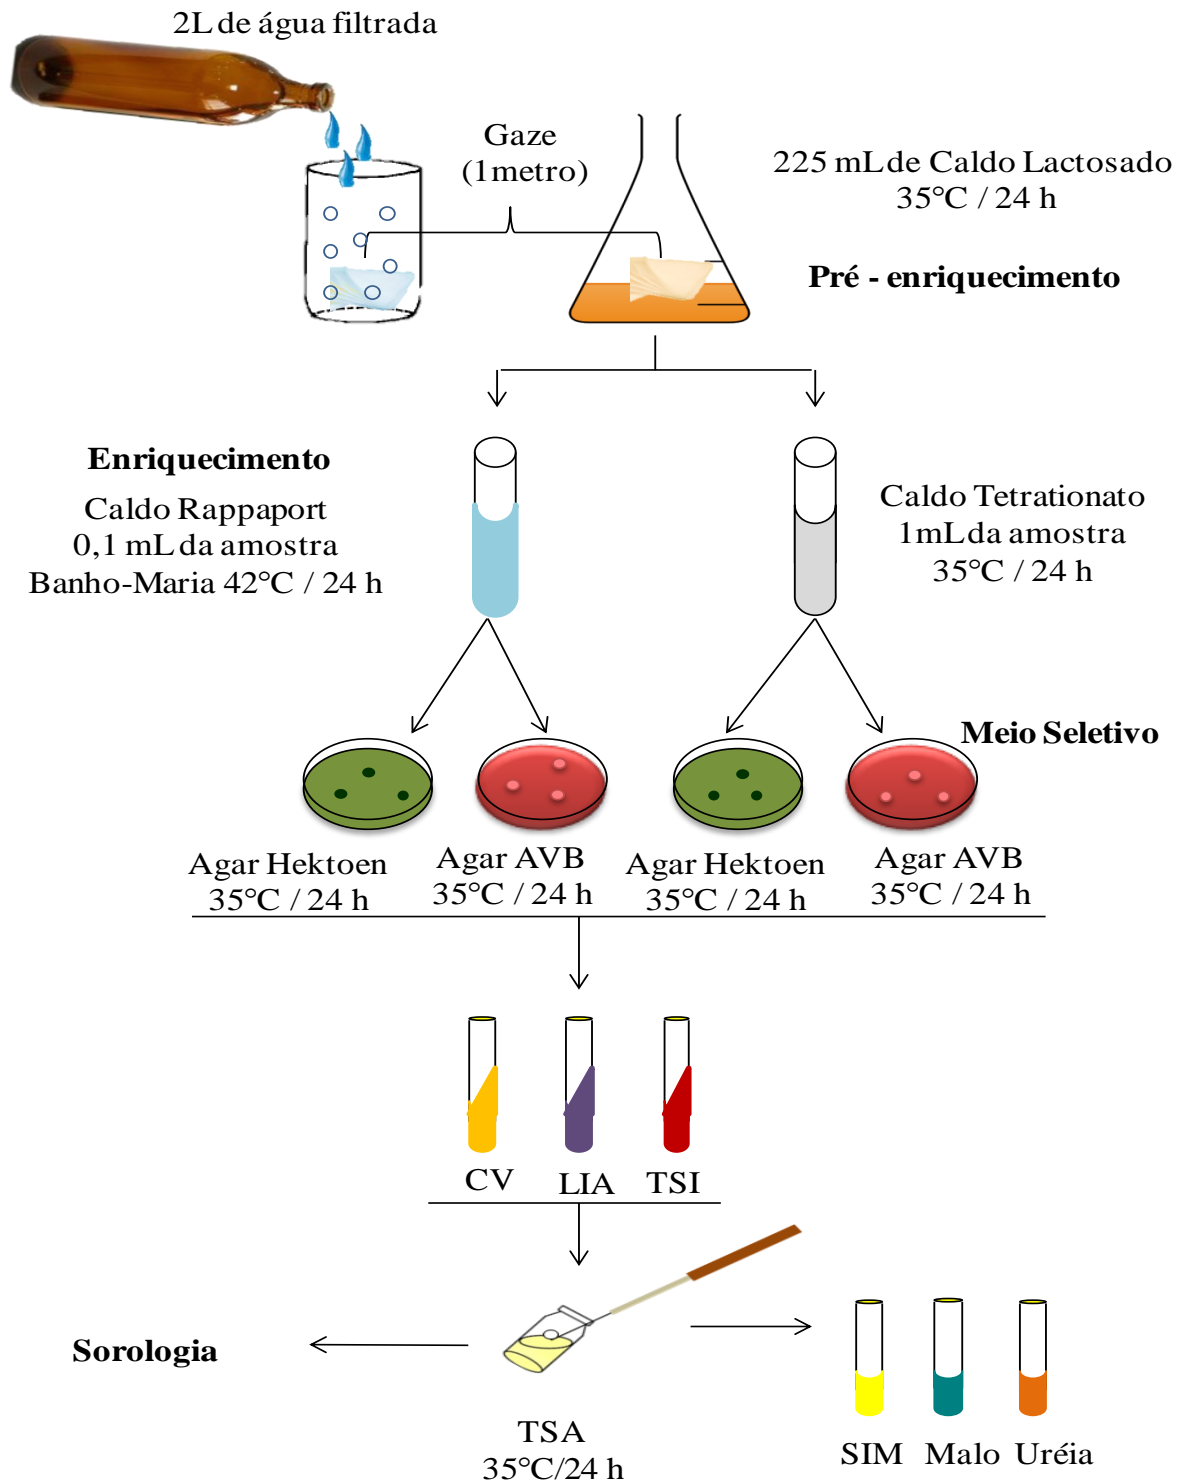 2L de água filtrada
Gaze
(1metro)
225 mL de Caldo Lactosado
35°C / 24 h
Pré - enriquecimento
Enriquecimento
Caldo Rappaport
0,1 mL da amostra
Banho-Maria 42°C / 24 h
Caldo Tetrationato
1mL da amostra
35°C / 24 h
Meio Seletivo
Agar Hektoen
35°C / 24 h
Agar AVB
35°C / 24 h
Agar Hektoen
35°C / 24 h
Agar AVB
35°C / 24 h
CV
LIA
TSI
Sorologia
TSA
35°C/24 h
SIM
Malo
Uréia